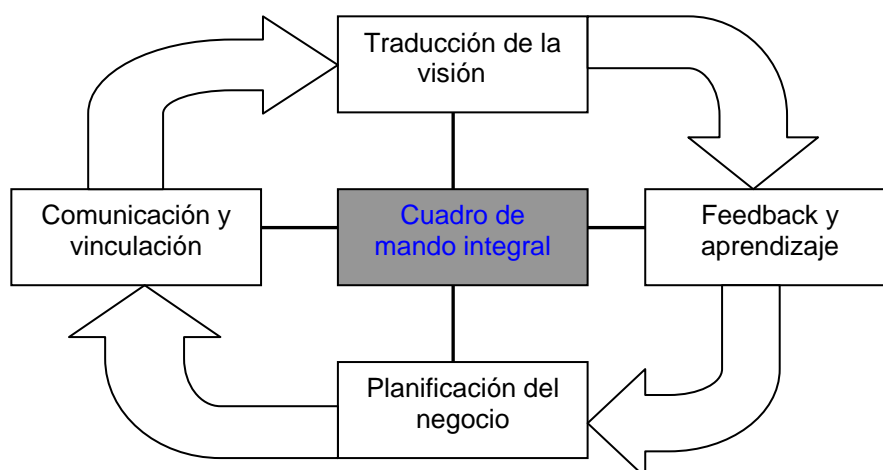 Traducción de la
visión
Comunicación y
vinculación
Cuadro de
mando integral
Feedback y
aprendizaje
Planificación del
negocio